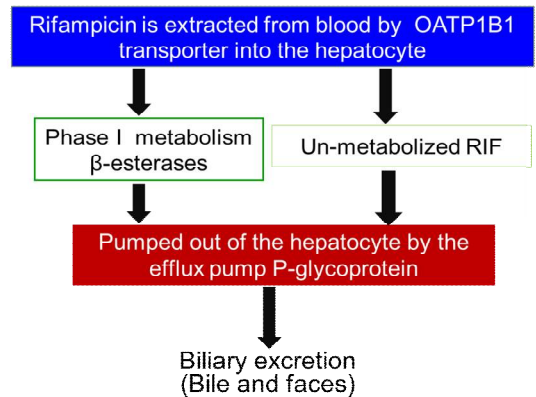 Rifampicin is extracted from blood by OATP1B1
transporter into the hepatocyte
Phase I metabolism
β-esterases
Un-metabolized RIF
Pumped out of the hepatocyte by the
efflux pump P-glycoprotein
Biliary excretion
(Bile and faces)